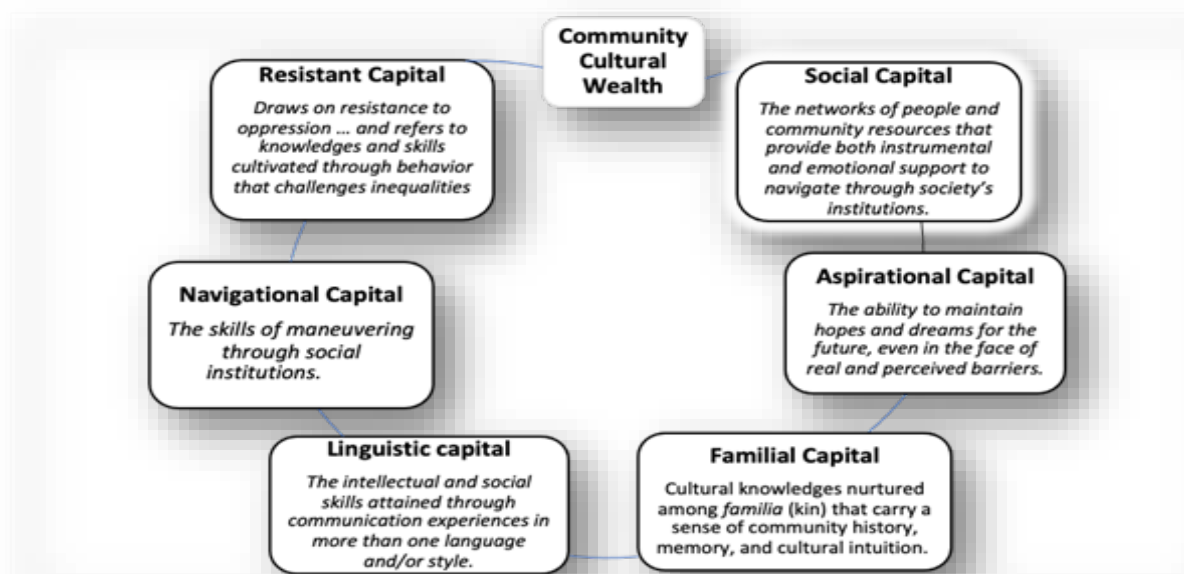 Community
Cultural
Wealth
Resistant Capital
Draws on resistance to
oppression ... and refers to
knowledges and skills
cultivated through behavior
that challenges inequalities
Social Capital
The networks of people and
community resources that
provide both instrumental
and emotional support to
navigate through society's
institutions.
Navigational Capital
The skills of maneuvering
through social
institutions.
Aspirational Capital
The ability to maintain
hopes and dreams for the
future, even in the face of
real and perceived barriers.
Linguistic capital
The intellectual and social
skills attained through
communication experiences in
more than one language
and/or style.
Familial Capital
Cultural knowledges nurtured
among familia (kin) that carry a
sense of community history,
memory, and cultural intuition.